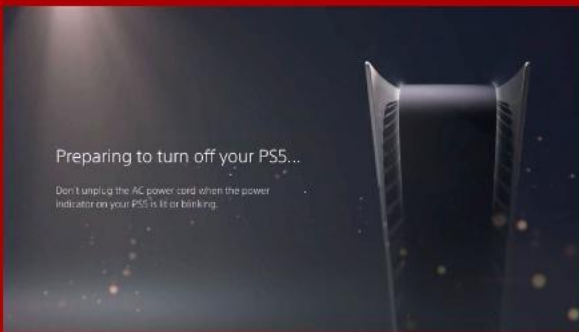 Preparing to turn off your PS5...
Don't unplug the AC power cord when the power
indicator on your PS5 is lit or blinking.